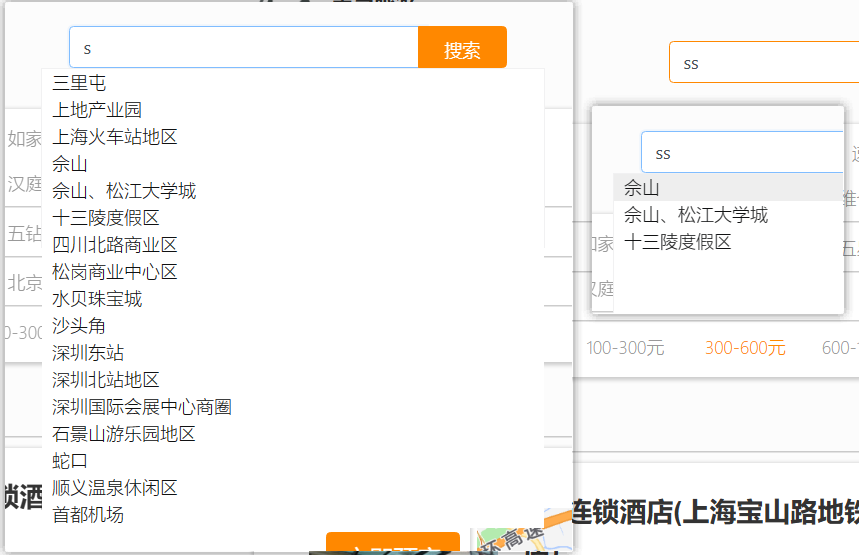 s
搜索
三里屯
上地产业园
上海火车站地区
佘山
佘山、松江大学城
十三陵度假区
四川北路商业区
松岗商业中心区
水贝珠宝城
沙头角
深圳东站
深圳北站地区
深圳国际会展中心商圈
石景山游乐园地区
蛇口
顺义温泉休闲区
首都机场
如家
汉庭
五钻
北京
0-300
锁酒
环高速
ss
ss
佘山
佘山、松江大学城
十三陵度假区
100-300元
300-600元
600-1
连锁酒店(上海宝山路地铁